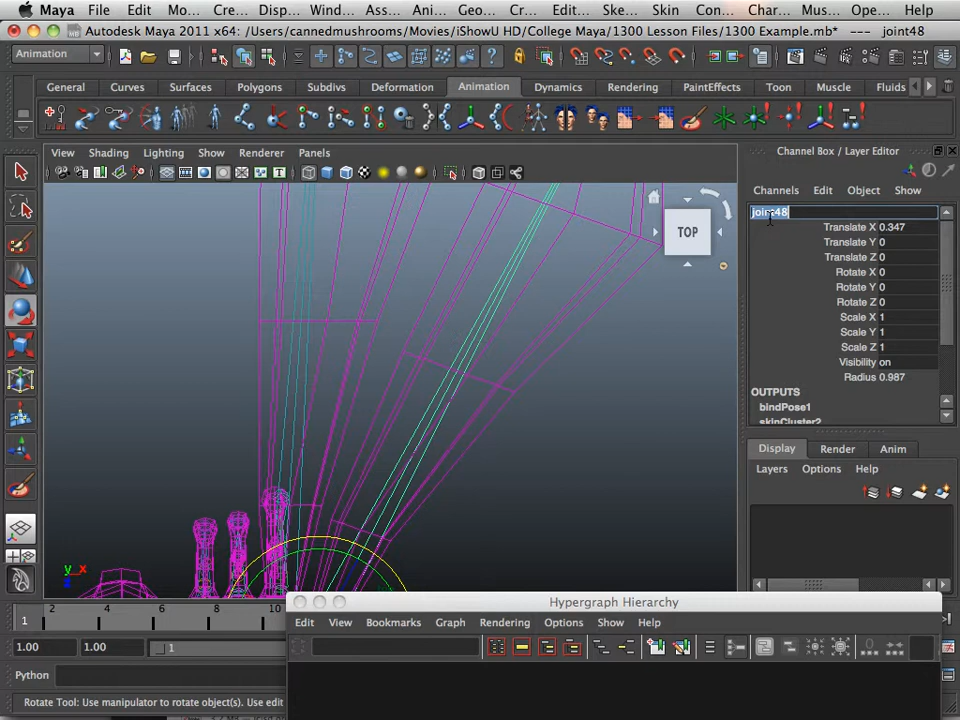 Maya File Edit Mo... Cre... Disp... Wind... Ass... Ani... Geo... Cr... Edit... Ske... Skin Con... Char... Mus... Ope... Help
Autodesk Maya 2011 x64: /Users/cannedmushrooms/Movies/iShowU HD/College Maya/1300 Lesson Files/1300 Example.mb* --- joint48
Animation
General Curves Surfaces Polygons Subdivs Deformation Animation Dynamics Rendering PaintEffects Toon Muscle Fluids
View Shading Lighting Show Renderer Panels
TOP
y x
z
Channel Box / Layer Editor
Channels Edit Object Show
joint48
Translate X 0.347
Translate Y 0
Translate Z 0
Rotate X 0
Rotate Y 0
Rotate Z 0
Scale X 1
Scale Y 1
Scale Z 1
Visibility on
Radius 0.987
OUTPUTS
bindPose1
skinCluster2
Display Render Anim
Layers Options Help
2 4 6 8 10
1
1.00 1.00 1
Python
Rotate Tool: Use manipulator to rotate object(s). Use edit
Hypergraph Hierarchy
Edit View Bookmarks Graph Rendering Options Show Help